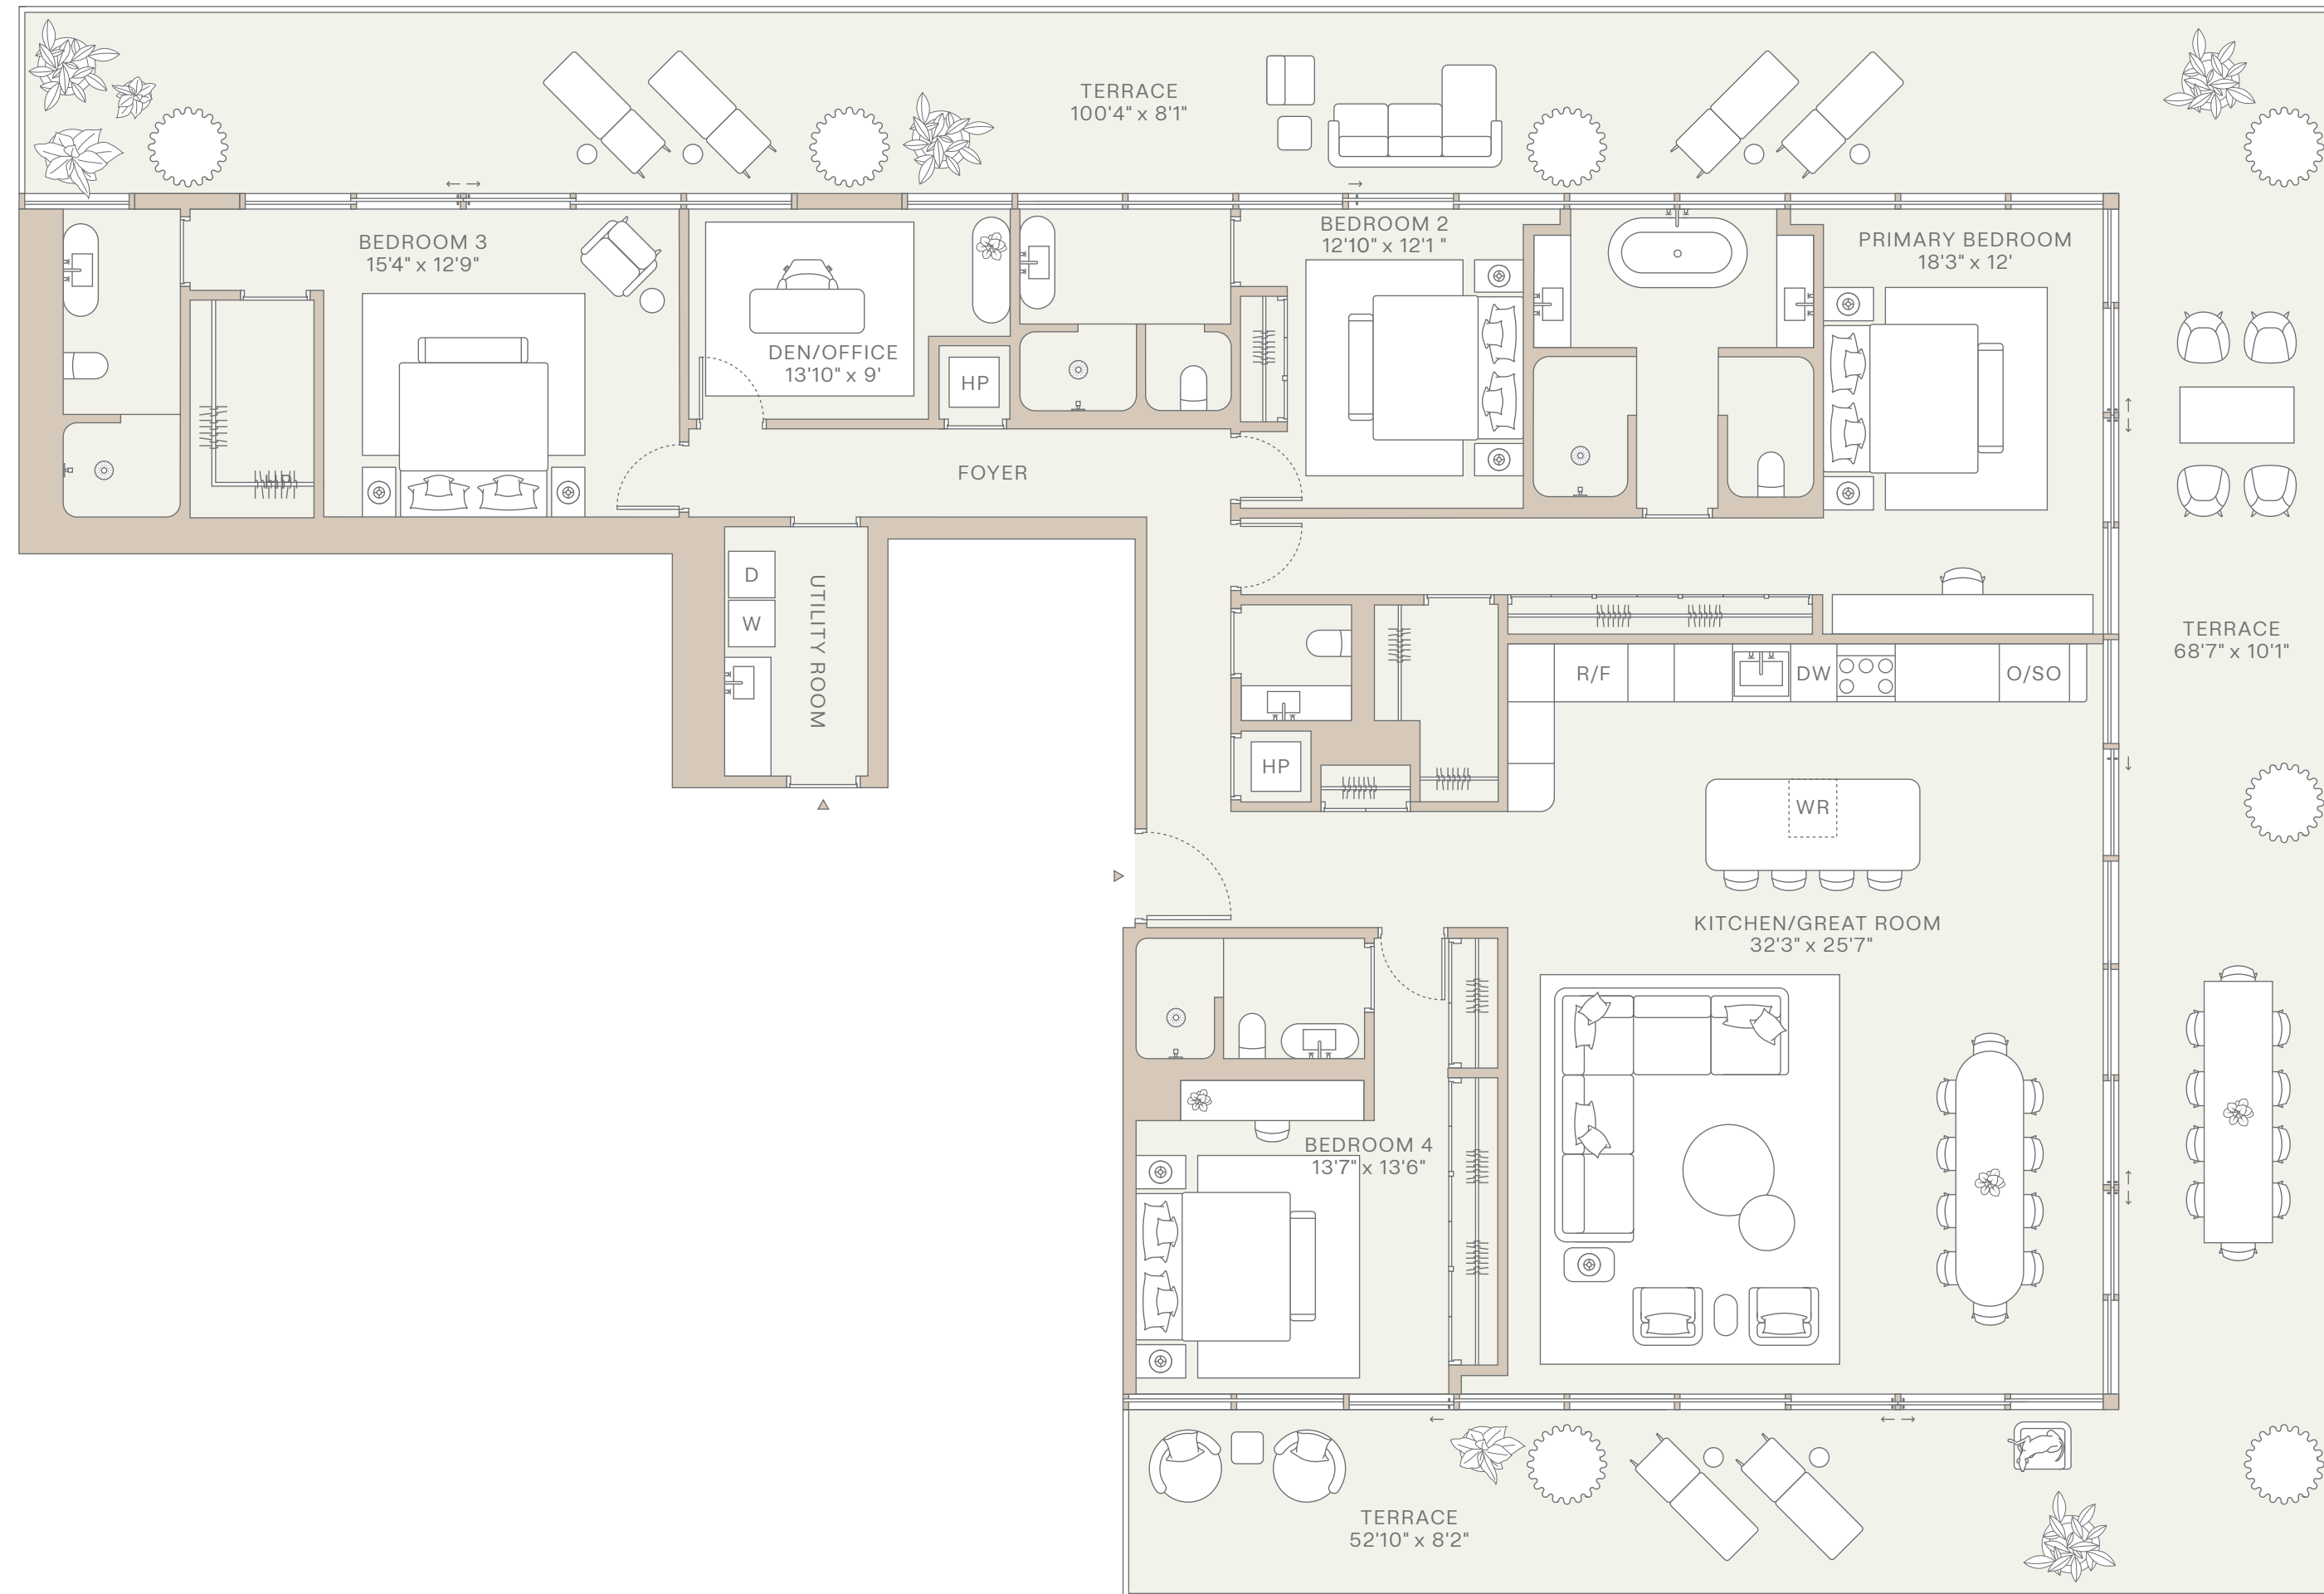 TERRACE
100'4" x 8'1"
BEDROOM 3
15'4" x 12'9"
DEN/OFFICE
13'10" x 9'
HP
BEDROOM 2
12'10" x 12'1 "
PRIMARY BEDROOM
18'3" x 12'
FOYER
D
W
UTILITY ROOM
TERRACE
68'7" x 10'1"
R/F
DW
O/SO
HP
WR
KITCHEN/GREAT ROOM
32'3" x 25'7"
BEDROOM 4
13'7" x 13'6"
TERRACE
52'10" x 8'2"